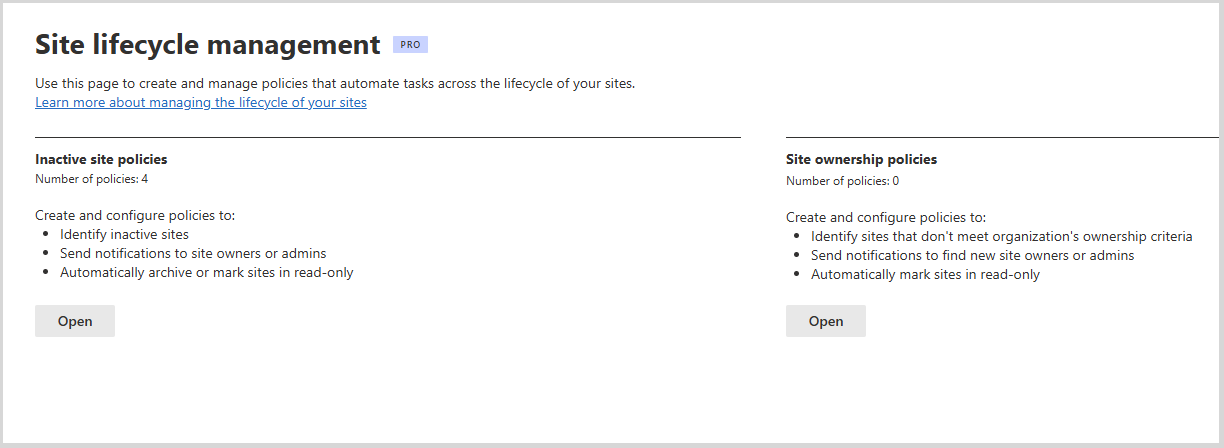 Site lifecycle management PRO
Use this page to create and manage policies that automate tasks across the lifecycle of your sites.
Learn more about managing the lifecycle of your sites
Inactive site policies
Number of policies: 4
Create and configure policies to:
• Identify inactive sites
• Send notifications to site owners or admins
• Automatically archive or mark sites in read-only
Open
Site ownership policies
Number of policies: 0
Create and configure policies to:
• Identify sites that don't meet organization's ownership criteria
• Send notifications to find new site owners or admins
• Automatically mark sites in read-only
Open